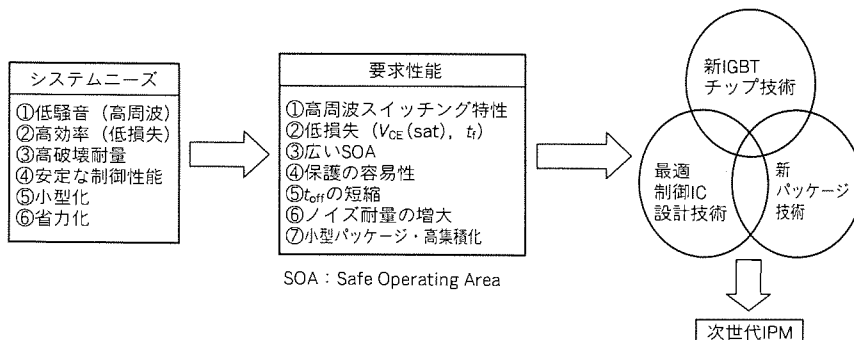 システムニーズ
①低騒音（高周波）
②高効率（低損失）
③高破壊耐量
④安定な制御性能
⑤小型化
⑥省力化
要求性能
①高周波スイッチング特性
②低損失（VCE(sat)，tf）
③広いSOA
④保護の容易性
⑤toffの短縮
⑥ノイズ耐量の増大
⑦小型パッケージ・高集積化
SOA：Safe Operating Area
新IGBT
チップ技術
最適
制御IC
設計技術
新
パッケージ
技術
次世代IPM